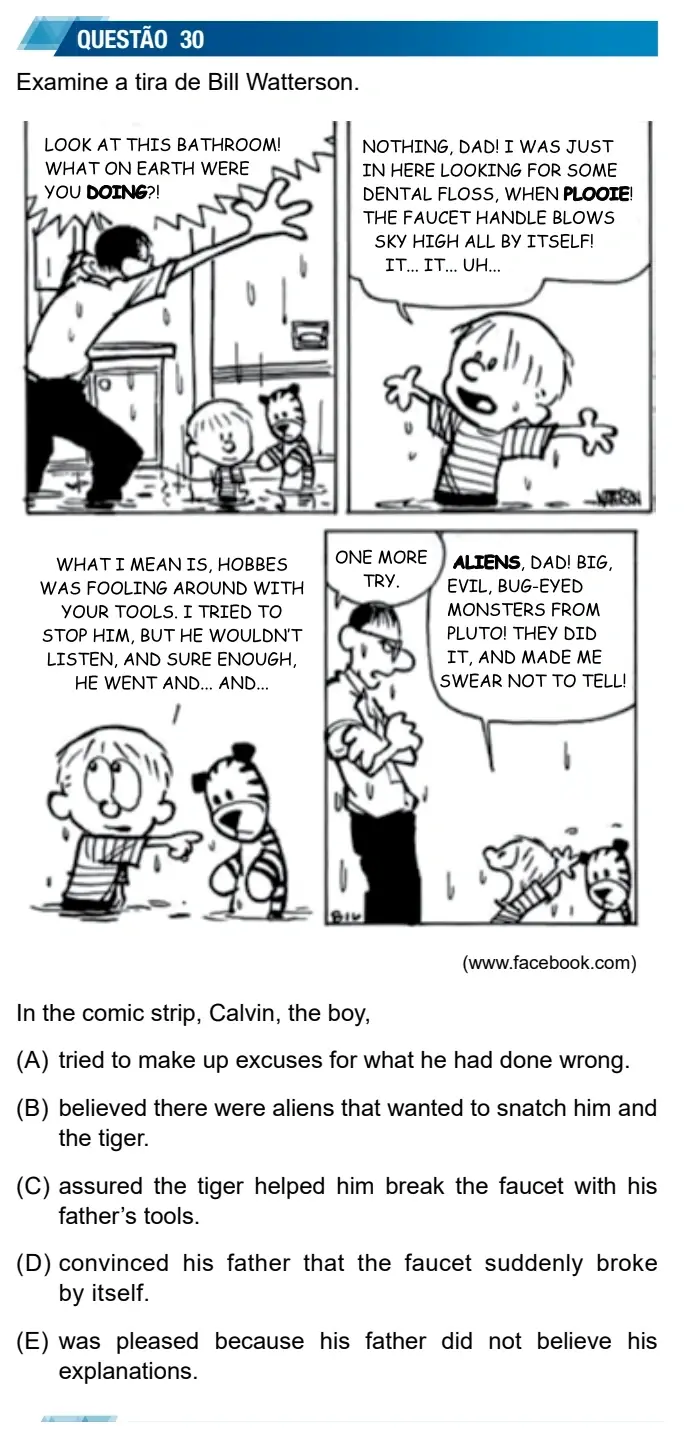 QUESTÃO 30
Examine a tira de Bill Watterson.
LOOK AT THIS BATHROOM!
WHAT ON EARTH WERE
YOU DOING?!
NOTHING, DAD! I WAS JUST
IN HERE LOOKING FOR SOME
DENTAL FLOSS, WHEN PLOOIE!
THE FAUCET HANDLE BLOWS
SKY HIGH ALL BY ITSELF!
IT... IT... UH...
WATTERSON
WHAT I MEAN IS, HOBBES
WAS FOOLING AROUND WITH
YOUR TOOLS. I TRIED TO
STOP HIM, BUT HE WOULDN'T
LISTEN, AND SURE ENOUGH,
HE WENT AND... AND...
ONE MORE
TRY.
ALIENS, DAD! BIG,
EVIL, BUG-EYED
MONSTERS FROM
PLUTO! THEY DID
IT, AND MADE ME
SWEAR NOT TO TELL!
(www.facebook.com)
In the comic strip, Calvin, the boy,
(A) tried to make up excuses for what he had done wrong.
(B) believed there were aliens that wanted to snatch him and
the tiger.
(C) assured the tiger helped him break the faucet with his
father's tools.
(D) convinced his father that the faucet suddenly broke
by itself.
(E) was pleased because his father did not believe his
explanations.